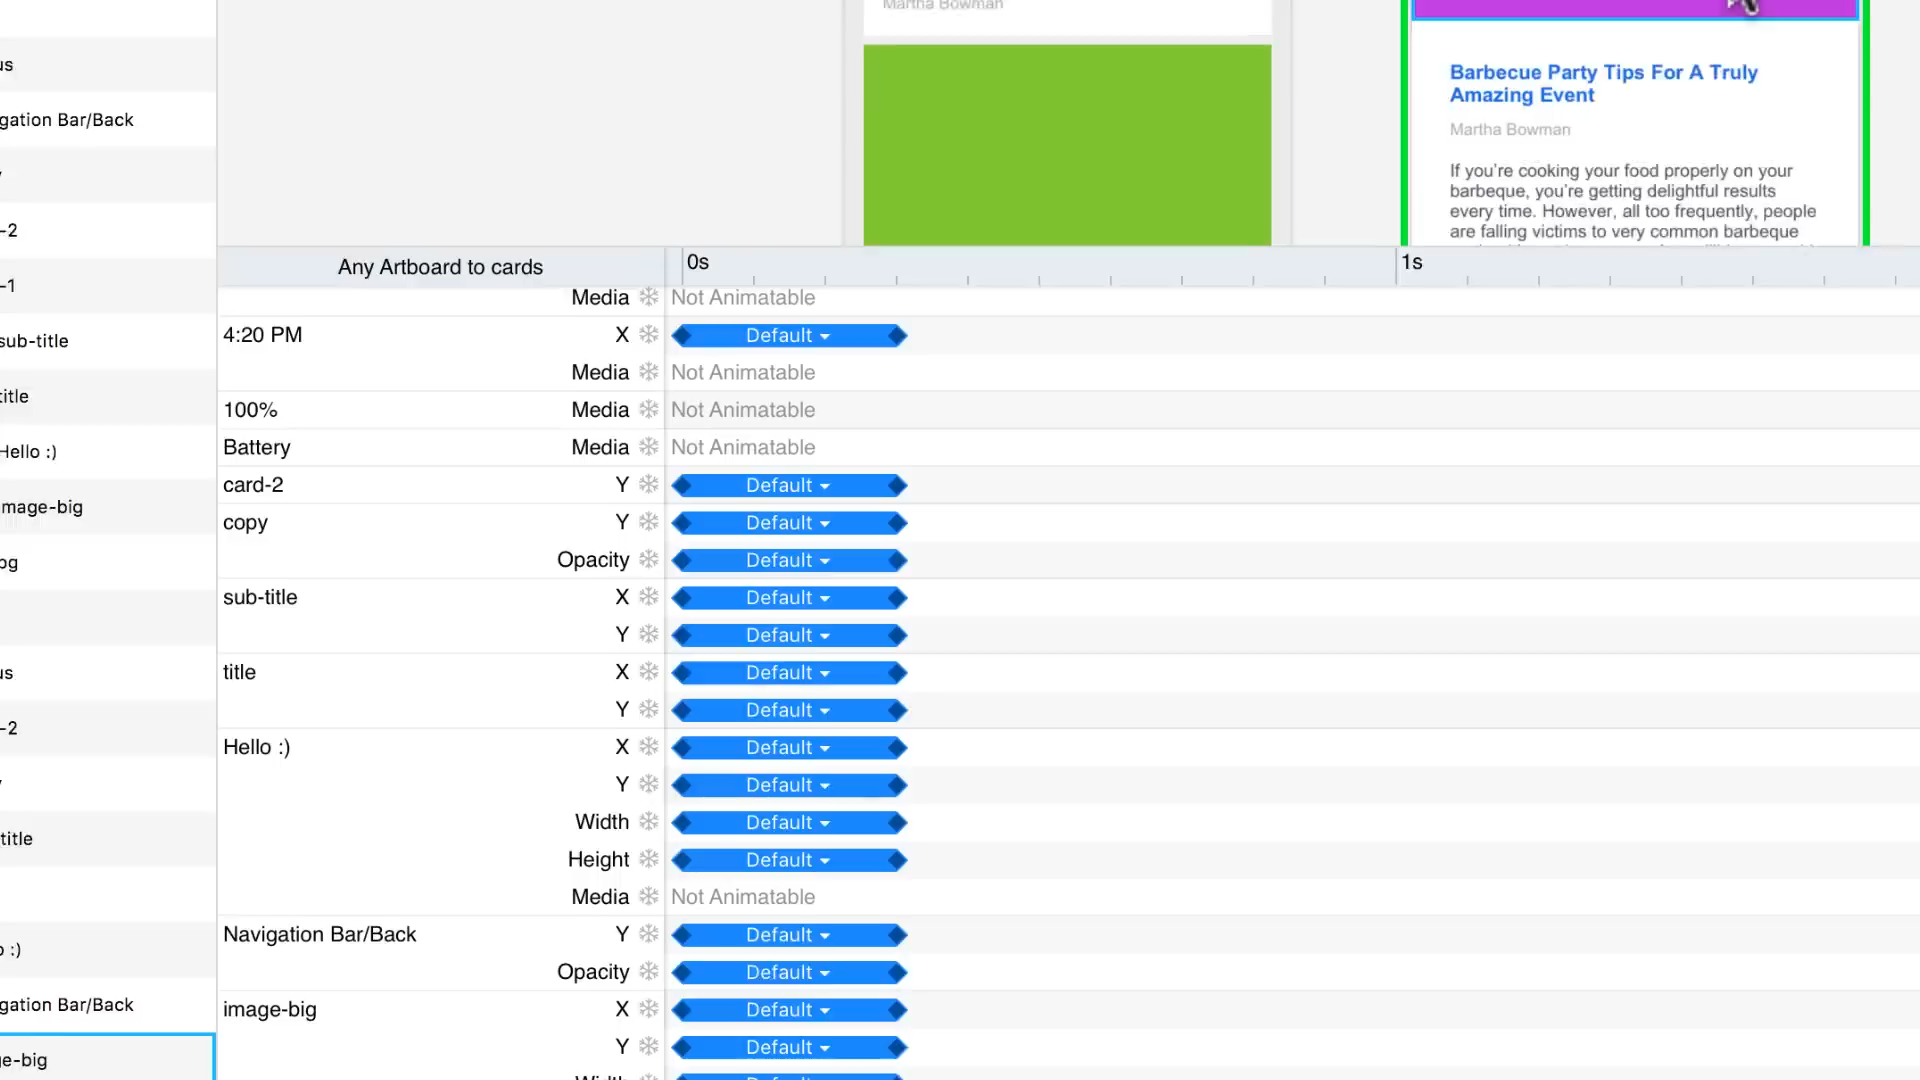 Martha Bowman
Barbecue Party Tips For A Truly
Amazing Event
Martha Bowman
If you're cooking your food properly on your
barbeque, you're getting delightful results
every time. However, all too frequently, people
are falling victims to very common barbeque
us
gation Bar/Back
-2
-1
sub-title
title
Hello :)
mage-big
og
us
-2
title
o :)
gation Bar/Back
ge-big
Any Artboard to cards
0s
1s
Media Not Animatable
4:20 PM X Default
Media Not Animatable
100% Media Not Animatable
Battery Media Not Animatable
card-2 Y Default
copy Y Default
Opacity Default
sub-title X Default
Y Default
title X Default
Y Default
Hello :) X Default
Y Default
Width Default
Height Default
Media Not Animatable
Navigation Bar/Back Y Default
Opacity Default
image-big X Default
Y Default
Width Default